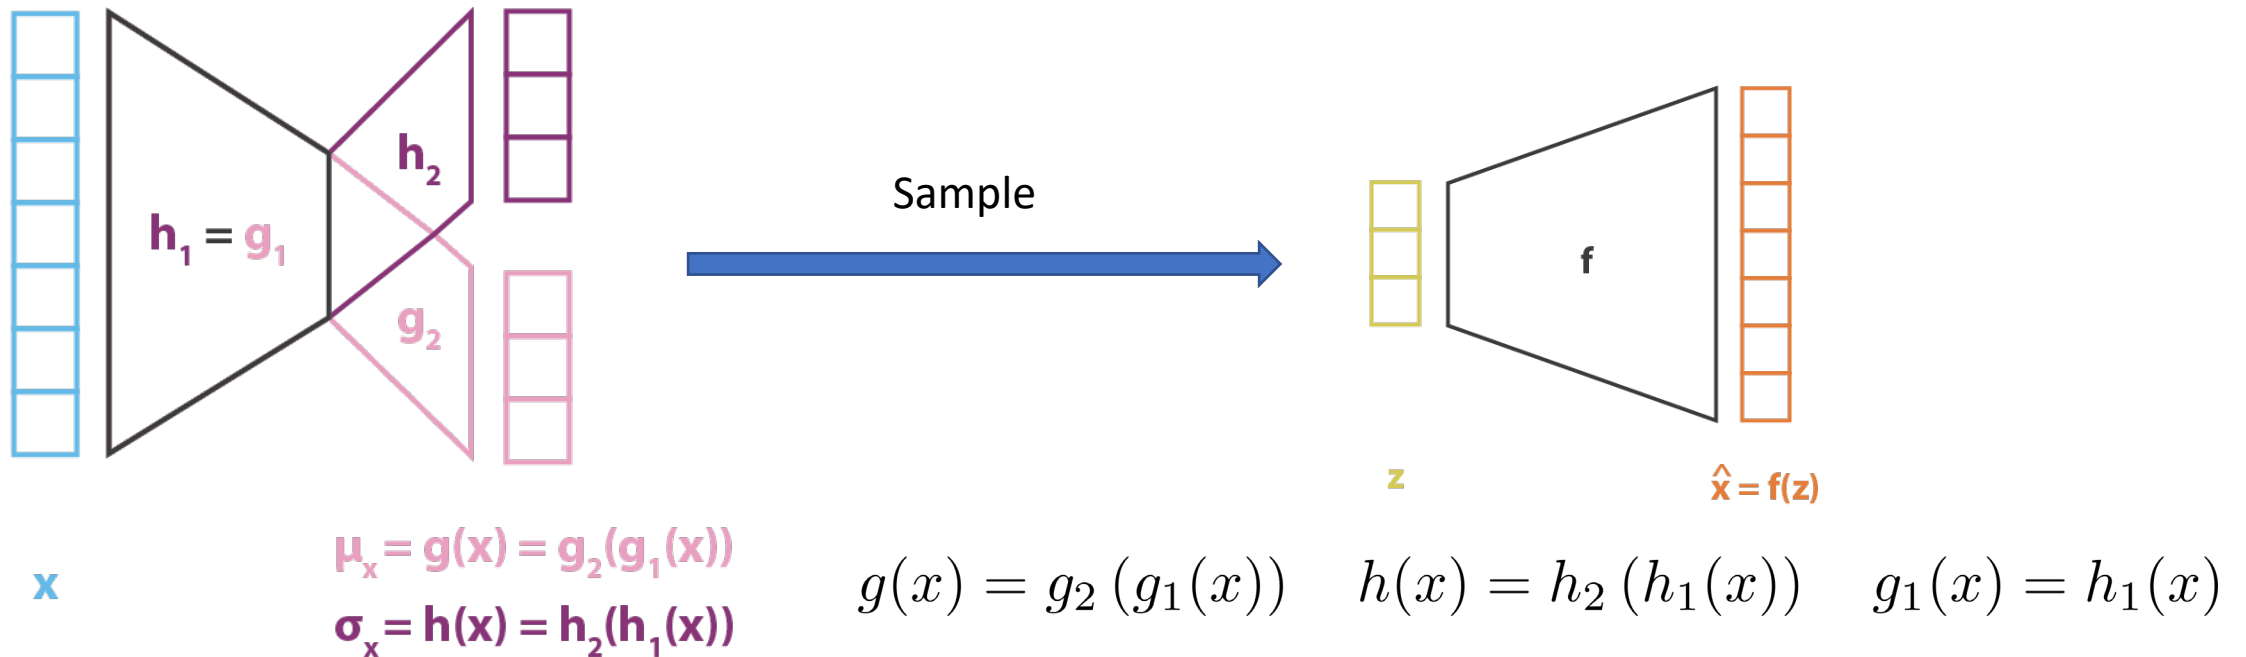 h₂
Sample
h₁ = g₁
f
g₂
z
x̂ = f(z)
μₓ = g(x) = g₂(g₁(x))
x
g(x) = g₂ (g₁(x)) h(x) = h₂ (h₁(x)) g₁(x) = h₁(x)
σₓ = h(x) = h₂(h₁(x))